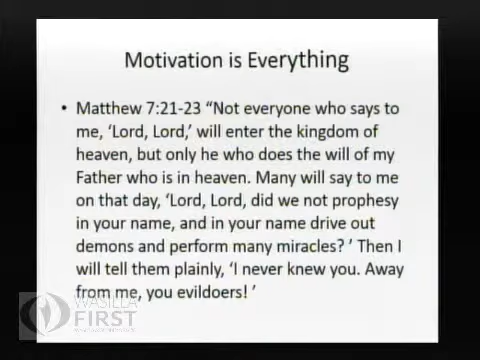 Motivation is Everything
• Matthew 7:21-23 “Not everyone who says to
me, ‘Lord, Lord,’ will enter the kingdom of
heaven, but only he who does the will of my
Father who is in heaven. Many will say to me
on that day, ‘Lord, Lord, did we not prophesy
in your name, and in your name drive out
demons and perform many miracles? ’ Then I
will tell them plainly, ‘I never knew you. Away
from me, you evildoers! ’
WASILLA
FIRST